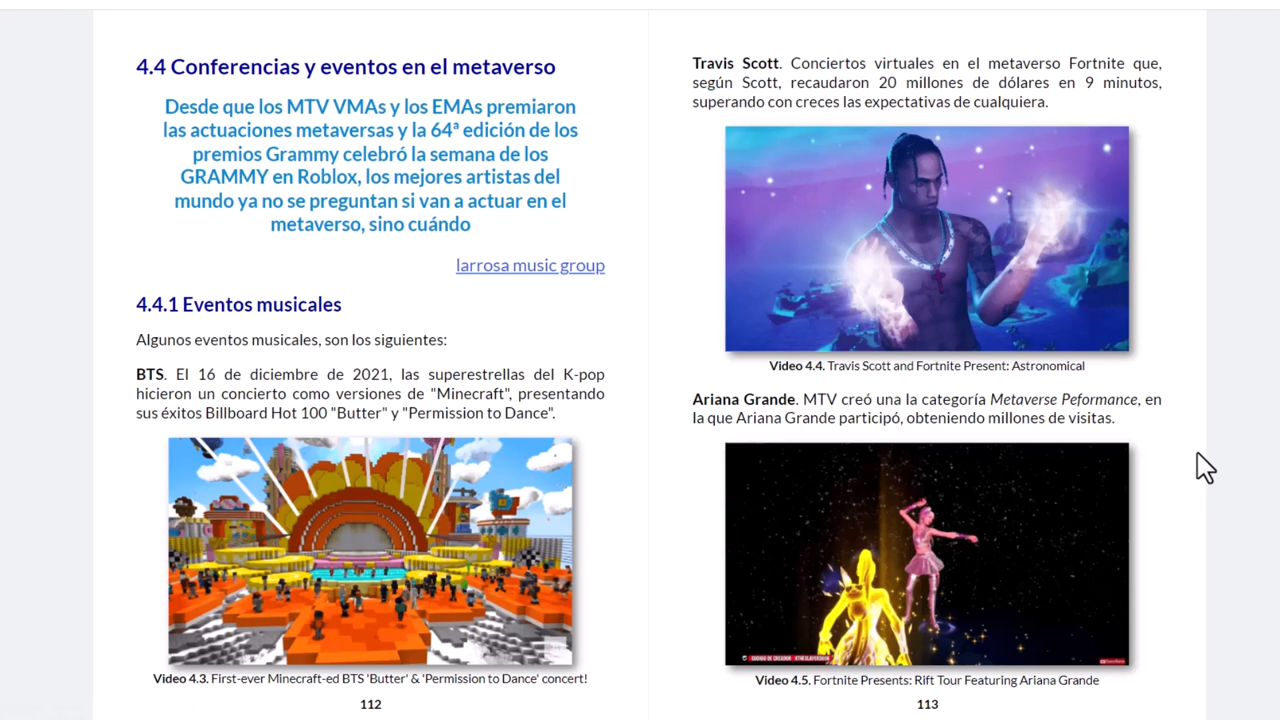 4.4 Conferencias y eventos en el metaverso
Desde que los MTV VMAs y los EMAs premiaron
las actuaciones metaversas y la 64ª edición de los
premios Grammy celebró la semana de los
GRAMMY en Roblox, los mejores artistas del
mundo ya no se preguntan si van a actuar en el
metaverso, sino cuándo
larrosa music group
4.4.1 Eventos musicales
Algunos eventos musicales, son los siguientes:
BTS. El 16 de diciembre de 2021, las superestrellas del K-pop
hicieron un concierto como versiones de "Minecraft", presentando
sus éxitos Billboard Hot 100 "Butter" y "Permission to Dance".
Video 4.3. First-ever Minecraft-ed BTS 'Butter' & 'Permission to Dance' concert!
112
Travis Scott. Conciertos virtuales en el metaverso Fortnite que,
según Scott, recaudaron 20 millones de dólares en 9 minutos,
superando con creces las expectativas de cualquiera.
Video 4.4. Travis Scott and Fortnite Present: Astronomical
Ariana Grande. MTV creó una la categoría Metaverse Peformance, en
la que Ariana Grande participó, obteniendo millones de visitas.
CÓDIGO DE CREADOR
Video 4.5. Fortnite Presents: Rift Tour Featuring Ariana Grande
113